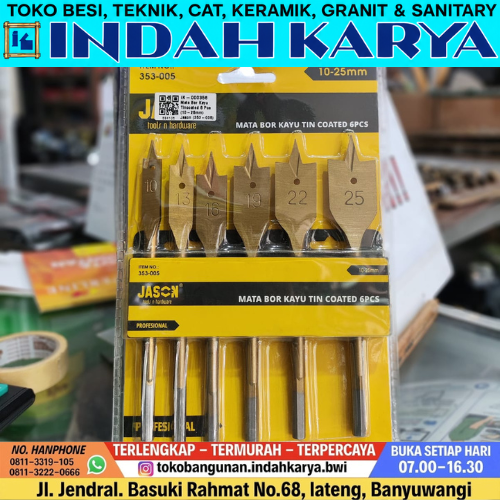 TOKO BESI, TEKNIK, CAT, KERAMIK, GRANIT & SANITARY
INDAH KARYA
353-005
10-25mm
JASON
tools n hardware
MATA BOR KAYU TIN COATED 6PCS
10
13
16
19
22
25
ITEM NO.
353-005
10-25mm
JASON
tools n hardware
MATA BOR KAYU TIN COATED 6PCS
PROFESIONAL
PROFESIONAL
NO. HANPHONE
0811-3319-105
0811-3222-0666
TERLENGKAP – TERMURAH – TERPERCAYA
tokobangunan.indahkarya.bwi
BUKA SETIAP HARI
07.00-16.30
Jl. Jendral. Basuki Rahmat No.68, lateng, Banyuwangi